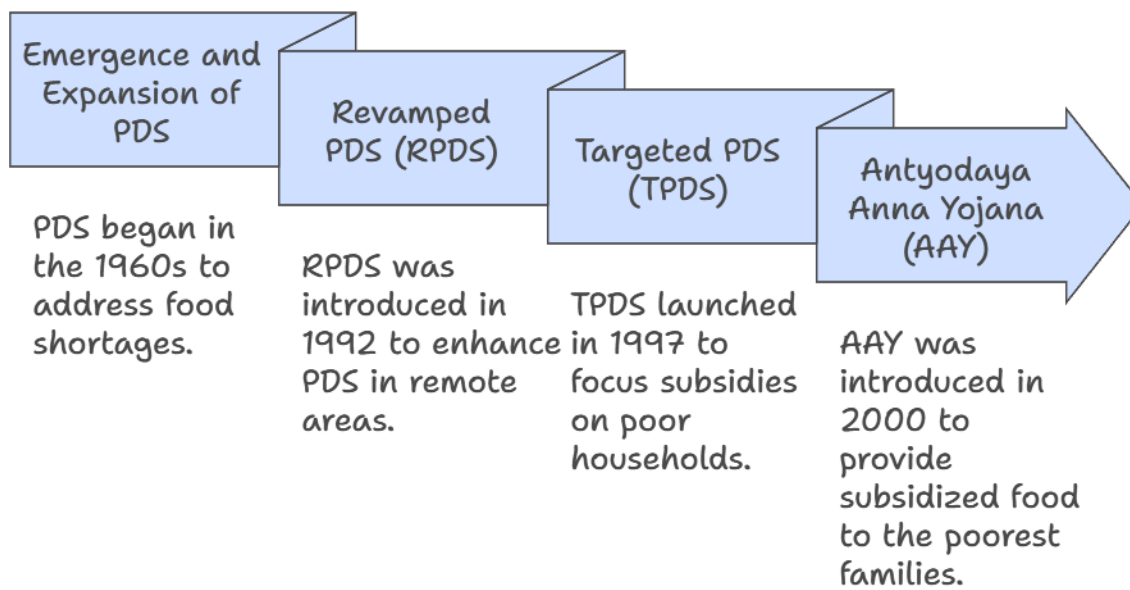 Emergence and
Expansion of
PDS
PDS began in
the 1960s to
address food
shortages.
Revamped
PDS (RPDS)
RPDS was
introduced in
1992 to enhance
PDS in remote
areas.
Targeted PDS
(TPDS)
TPDS launched
in 1997 to
focus subsidies
on poor
households.
Antyodaya
Anna Yojana
(AAY)
AAY was
introduced in
2000 to
provide
subsidized food
to the poorest
families.